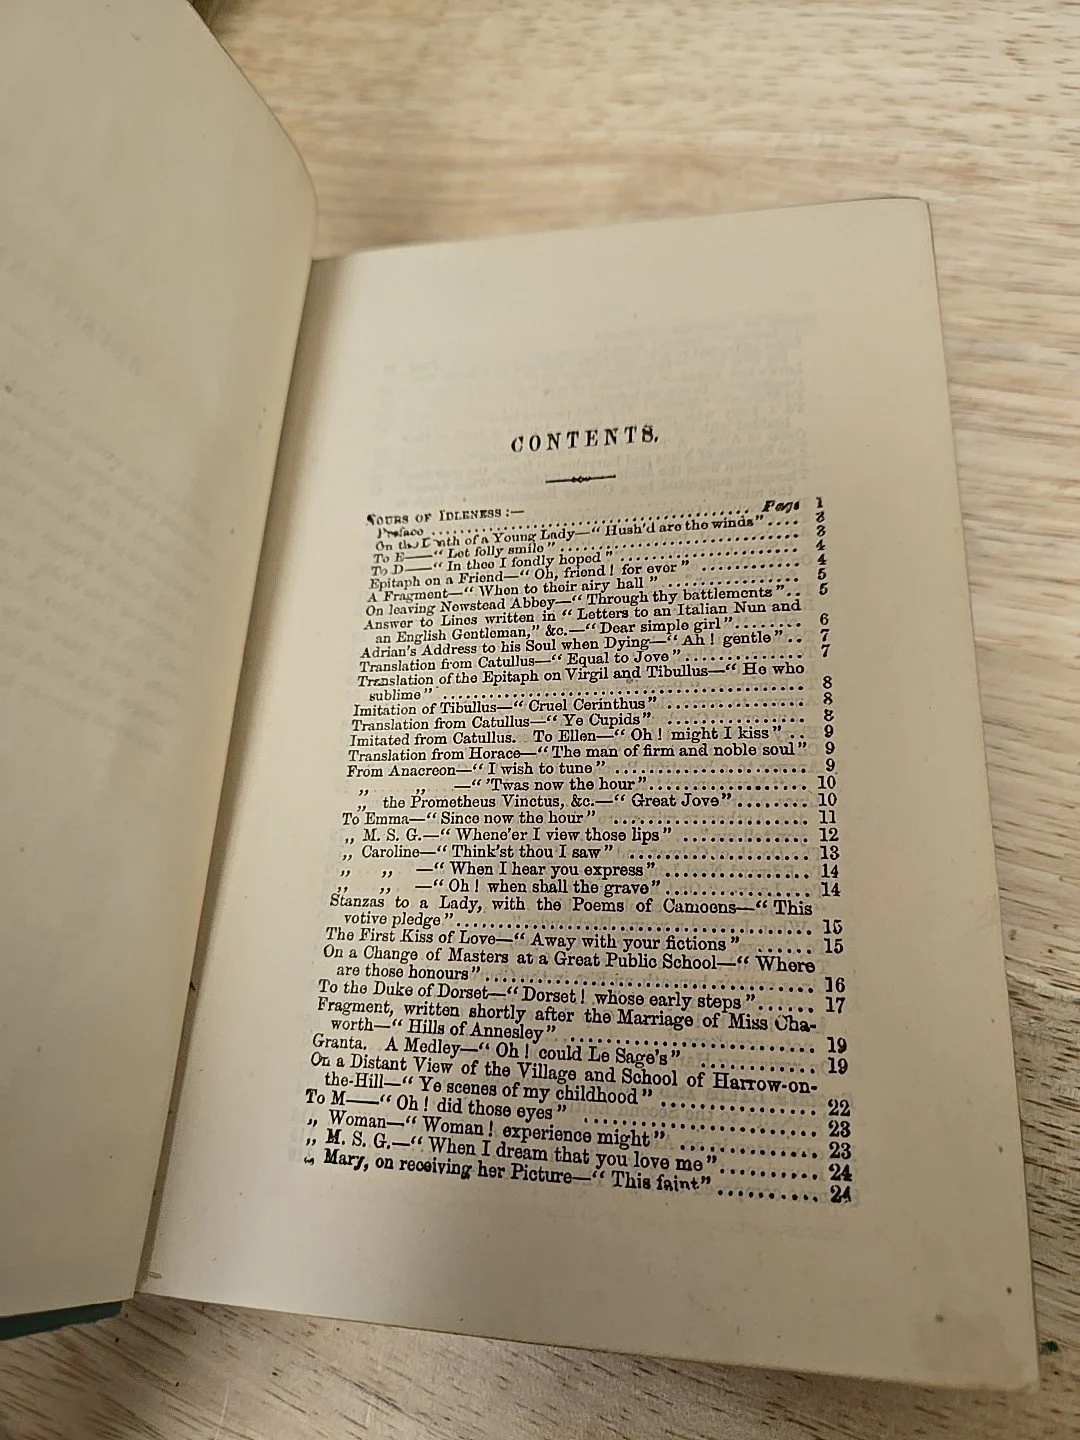 CONTENTS.
HOURS OF IDLENESS:— Page
Preface ........ 1
On the Death of a Young Lady—“ Hush’d are the winds” .... 3
To E——“ Let folly smile” ........ 3
To D——“ In thee I fondly hoped” ........ 4
Epitaph on a Friend—“ Oh, friend! for ever” ........ 4
A Fragment—“ When to their airy hall” ........ 5
On leaving Newstead Abbey—“ Through thy battlements” .. 5
Answer to Lines written in “ Letters to an Italian Nun and
an English Gentleman,” &c.—“ Dear simple girl” ........ 6
Adrian’s Address to his Soul when Dying—“ Ah! gentle” .. 7
Translation from Catullus—“ Equal to Jove” ........ 7
Translation of the Epitaph on Virgil and Tibullus—“ He who
sublime” ........ 8
Imitation of Tibullus—“ Cruel Cerinthus” ........ 8
Translation from Catullus—“ Ye Cupids” ........ 8
Imitated from Catullus. To Ellen—“ Oh! might I kiss” .. 9
Translation from Horace—“ The man of firm and noble soul” 9
From Anacreon—“ I wish to tune” ........ 9
„ „ —“ ’Twas now the hour” ........ 10
„ the Prometheus Vinctus, &c.—“ Great Jove” ........ 10
To Emma—“ Since now the hour” ........ 11
„ M. S. G.—“ Whene’er I view those lips” ........ 12
„ Caroline—“ Think’st thou I saw” ........ 13
„ „ —“ When I hear you express” ........ 14
„ „ —“ Oh! when shall the grave” ........ 14
Stanzas to a Lady, with the Poems of Camoens—“ This
votive pledge” ........ 15
The First Kiss of Love—“ Away with your fictions” ...... 15
On a Change of Masters at a Great Public School—“ Where
are those honours” ........ 16
To the Duke of Dorset—“ Dorset! whose early steps” ...... 17
Fragment, written shortly after the Marriage of Miss Cha-
worth—“ Hills of Annesley” ........ 19
Granta. A Medley—“ Oh! could Le Sage’s” ........ 19
On a Distant View of the Village and School of Harrow-on-
the-Hill—“ Ye scenes of my childhood” ........ 22
To M——“ Oh! did those eyes” ........ 23
„ Woman—“ Woman! experience might” ........ 23
„ M. S. G.—“ When I dream that you love me” ........ 24
„ Mary, on receiving her Picture—“ This faint” ........ 24